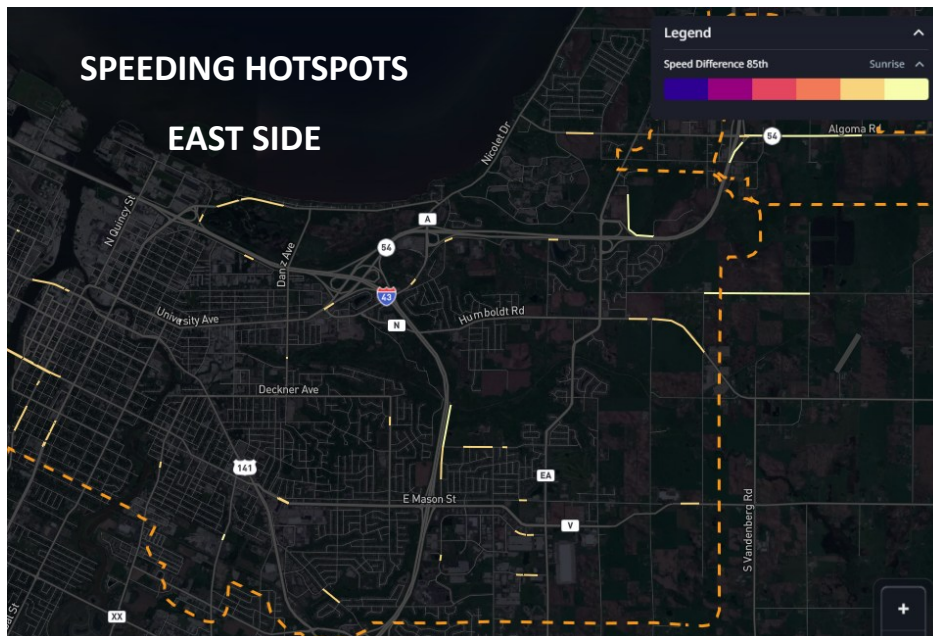 SPEEDING HOTSPOTS
EAST SIDE
Legend
Speed Difference 85th
Sunrise
Algoma Rd
54
Nicolet Dr
N Quincy St
A
54
Danz Ave
43
University Ave
N
Humboldt Rd
Deckner Ave
141
EA
E Mason St
V
S Vandenberg Rd
XX
St
+